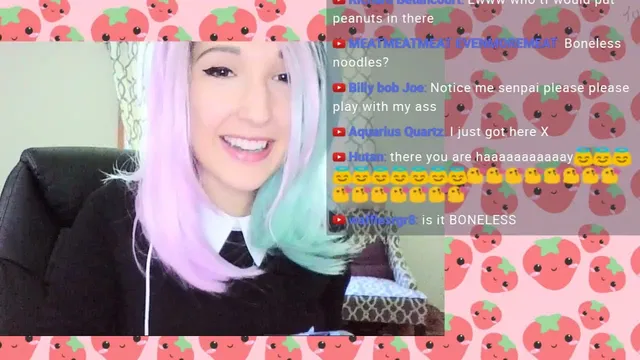 peanuts in there
MEATMEATMEAT Boneless
noodles?
Billy bob Joe: Notice me senpai please please
play with my ass
Aquarius Quartz: I just got here X
Hutan: there you are haaaaaaaaaaay
is it BONELESS